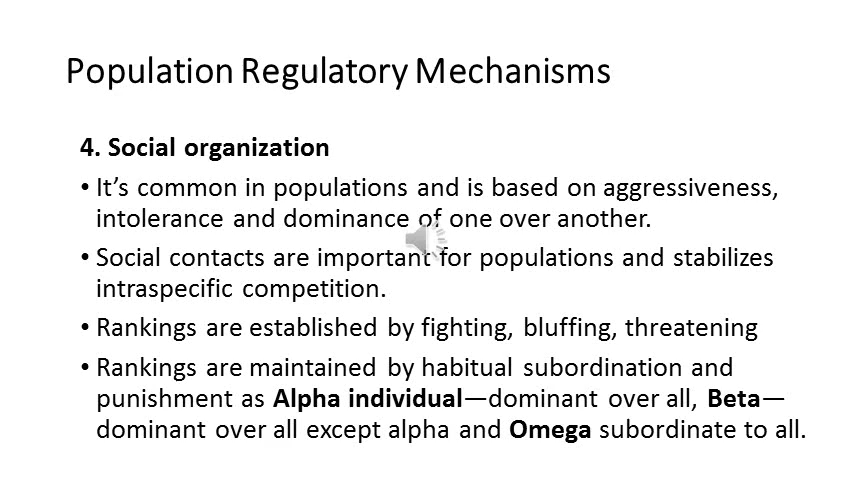 Population Regulatory Mechanisms
4. Social organization
• It’s common in populations and is based on aggressiveness,
intolerance and dominance of one over another.
• Social contacts are important for populations and stabilizes
intraspecific competition.
• Rankings are established by fighting, bluffing, threatening
• Rankings are maintained by habitual subordination and
punishment as Alpha individual—dominant over all, Beta—
dominant over all except alpha and Omega subordinate to all.